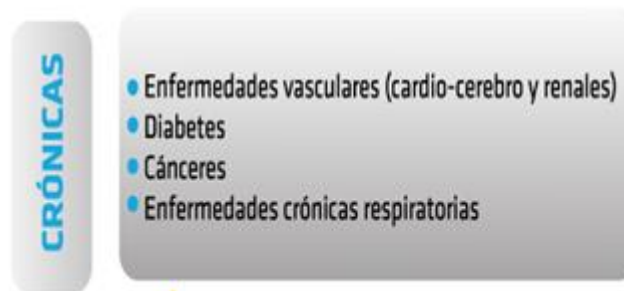 CRÓNICAS
• Enfermedades vasculares (cardio-cerebro y renales)
• Diabetes
• Cánceres
• Enfermedades crónicas respiratorias